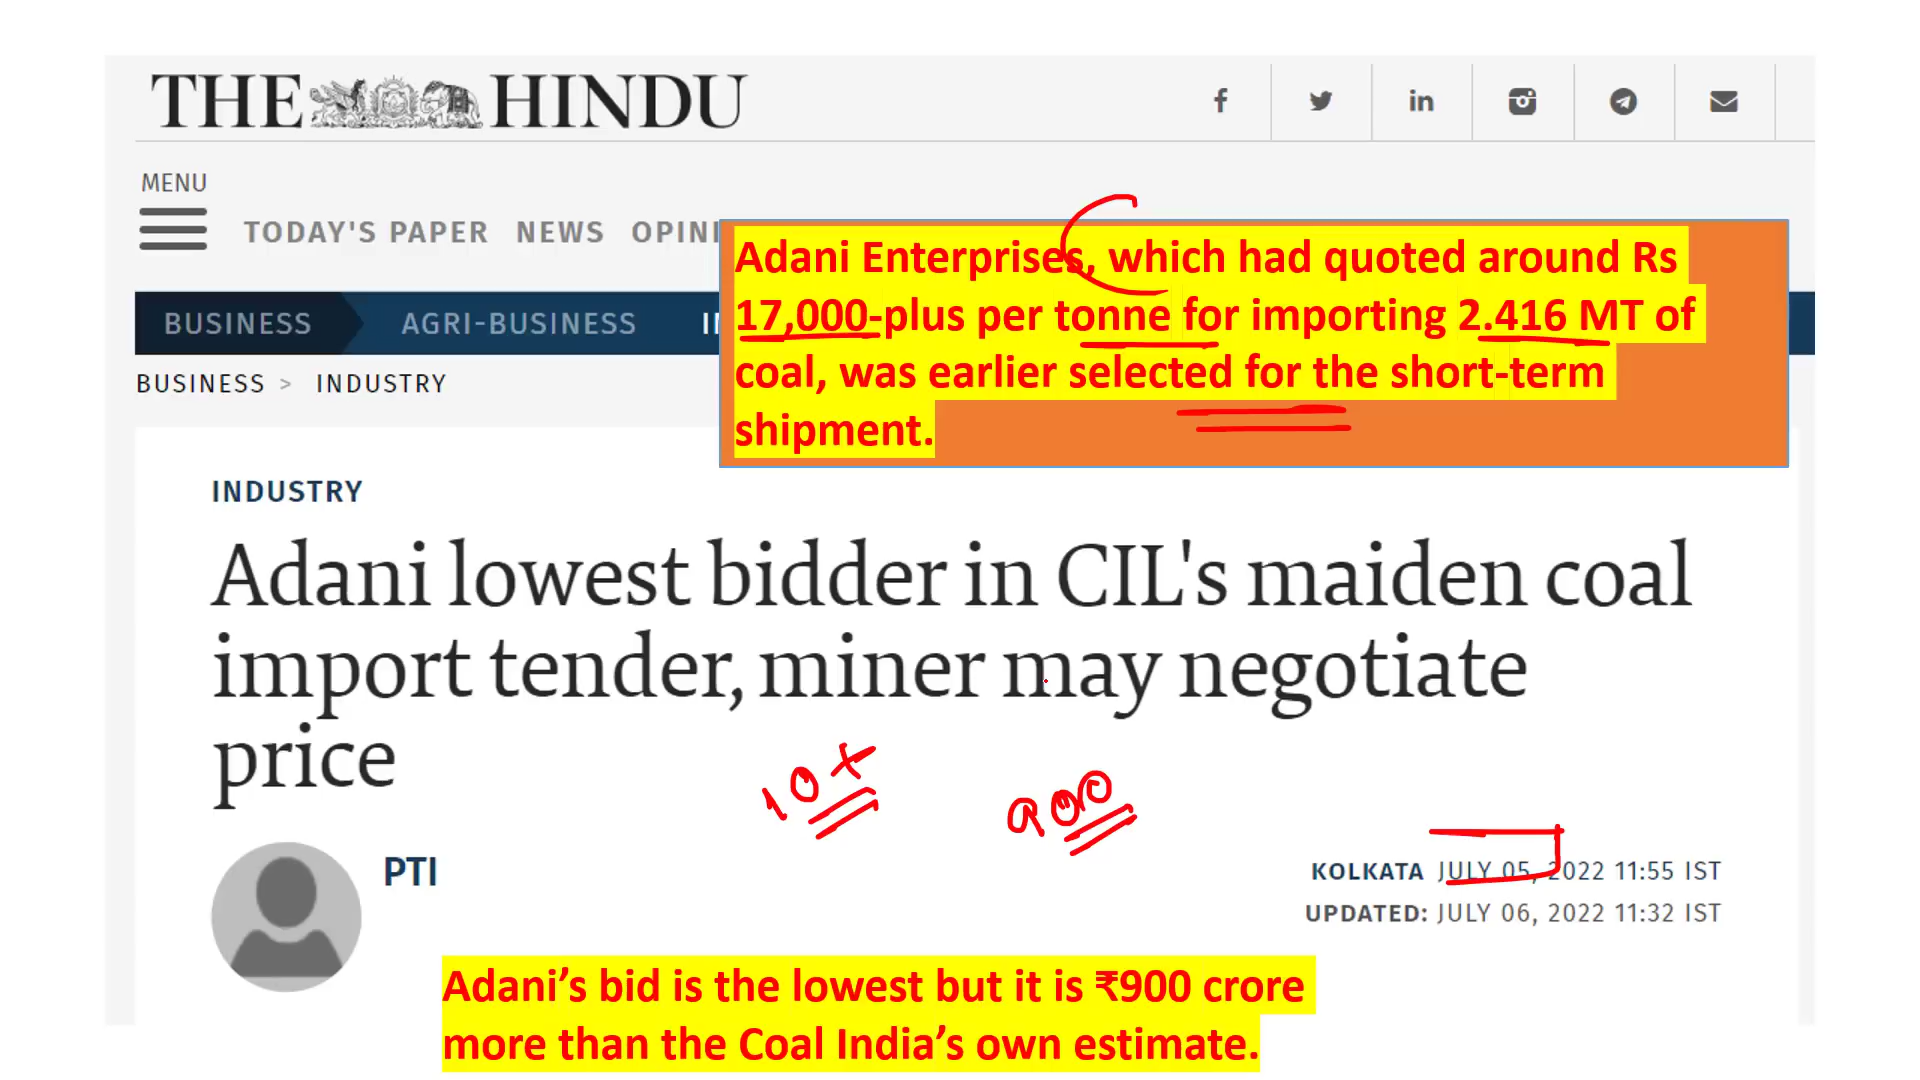 THE HINDU
MENU
TODAY'S PAPER NEWS OPINI
Adani Enterprises, which had quoted around Rs
17,000-plus per tonne for importing 2.416 MT of
coal, was earlier selected for the short-term
shipment.
BUSINESS AGRI-BUSINESS
BUSINESS > INDUSTRY
INDUSTRY
Adani lowest bidder in CIL's maiden coal
import tender, miner may negotiate
price
10+
900
PTI
KOLKATA JULY 05, 2022 11:55 IST
UPDATED: JULY 06, 2022 11:32 IST
Adani’s bid is the lowest but it is ₹900 crore
more than the Coal India’s own estimate.